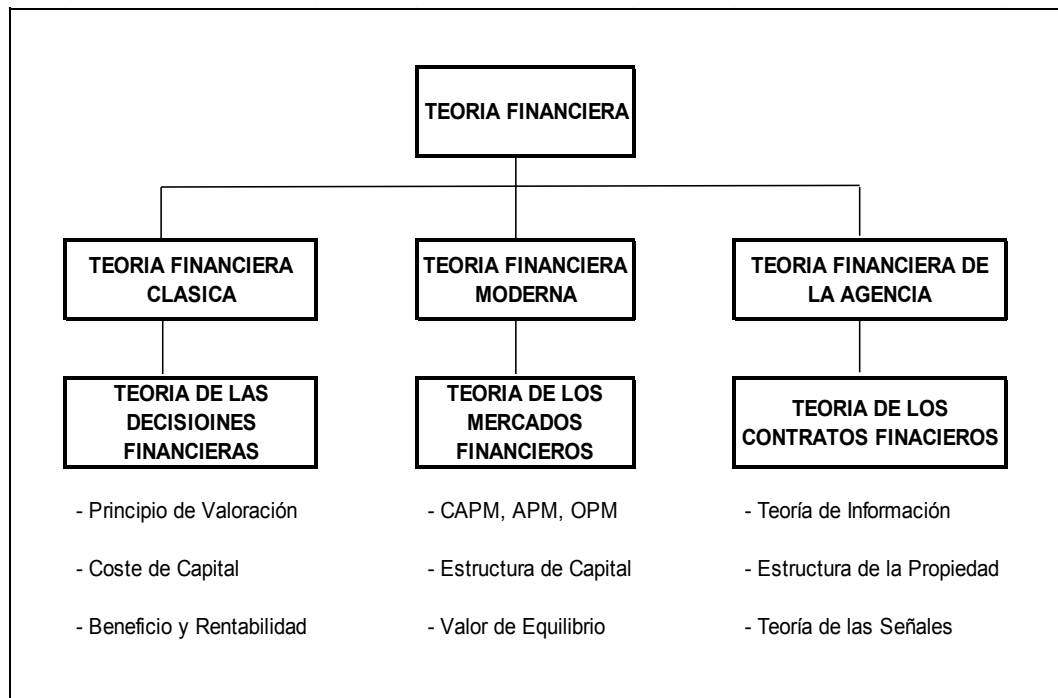 TEORIA FINANCIERA
TEORIA FINANCIERA
CLASICA
TEORIA FINANCIERA
MODERNA
TEORIA FINANCIERA DE
LA AGENCIA
TEORIA DE LAS
DECISIOINES
FINANCIERAS
TEORIA DE LOS
MERCADOS
FINANCIEROS
TEORIA DE LOS
CONTRATOS FINACIEROS
- Principio de Valoración
- Coste de Capital
- Beneficio y Rentabilidad
- CAPM, APM, OPM
- Estructura de Capital
- Valor de Equilibrio
- Teoría de Información
- Estructura de la Propiedad
- Teoría de las Señales